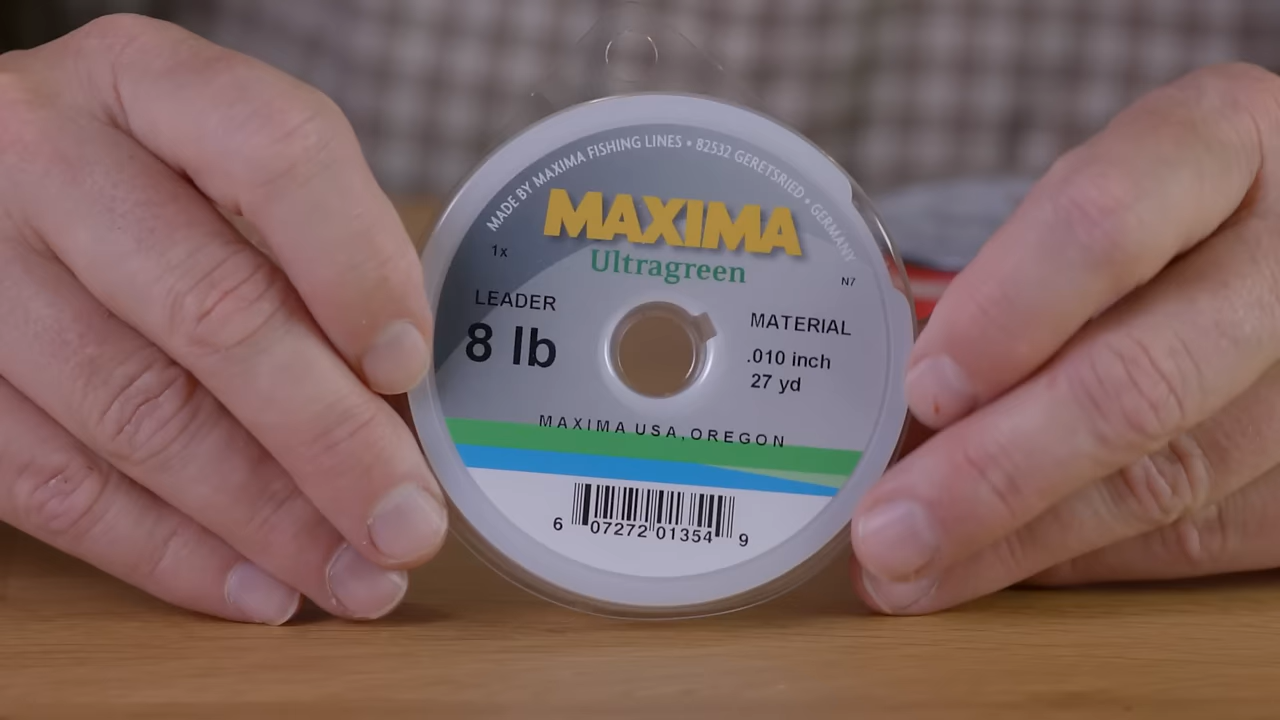 MADE BY MAXIMA FISHING LINES • 82532 GERETSRIED • GERMANY
MAXIMA
Ultragreen
1x
N7
LEADER
8 lb
MATERIAL
.010 inch
27 yd
MAXIMA USA, OREGON
6 07272 01354 9